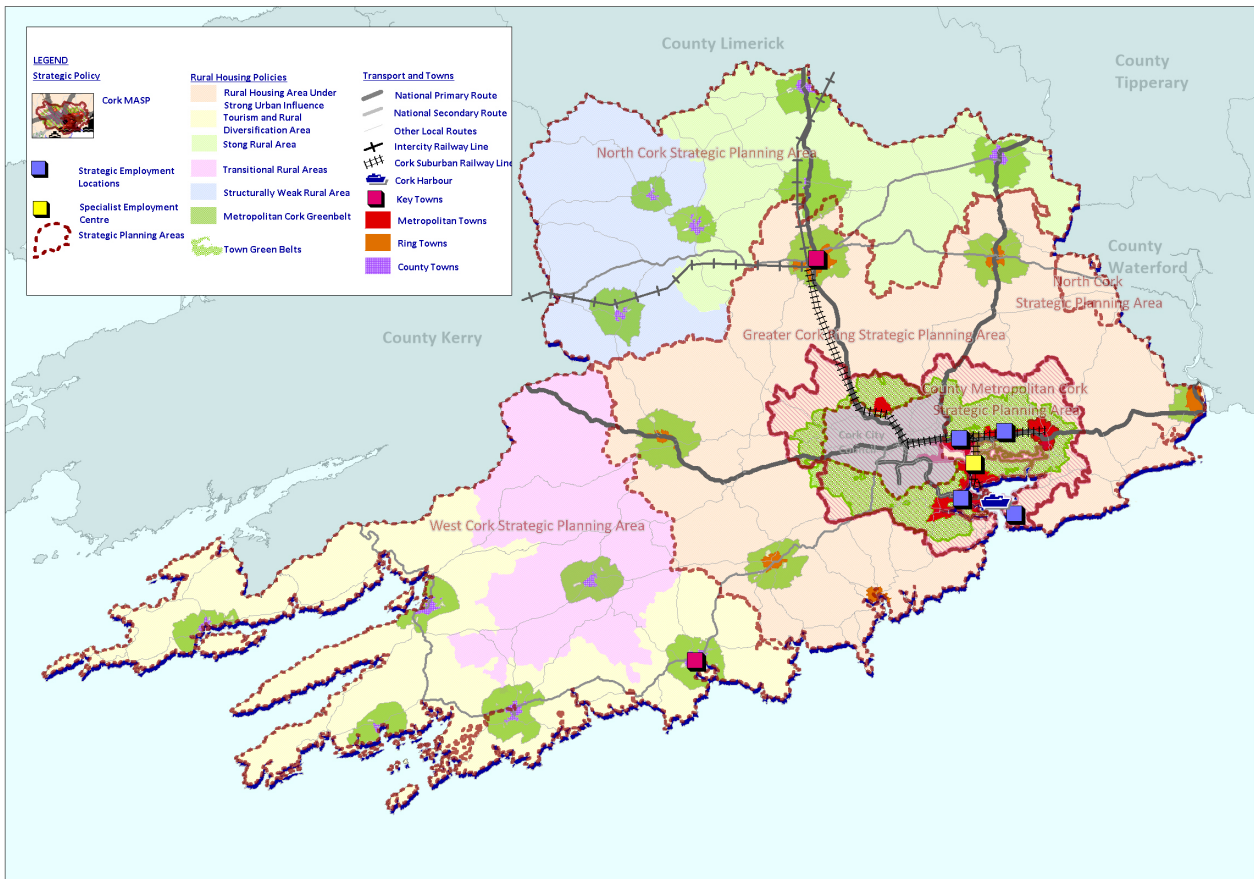 LEGEND
Strategic Policy
Cork MASP
Strategic Employment
Locations
Specialist Employment
Centre
Strategic Planning Areas
Rural Housing Policies
Rural Housing Area Under
Strong Urban Influence
Tourism and Rural
Diversification Area
Stong Rural Area
Transitional Rural Areas
Structurally Weak Rural Area
Metropolitan Cork Greenbelt
Town Green Belts
Transport and Towns
National Primary Route
National Secondary Route
Other Local Routes
Intercity Railway Line
Cork Suburban Railway Line
Cork Harbour
Key Towns
Metropolitan Towns
Ring Towns
County Towns
County Limerick
County
Tipperary
North Cork Strategic Planning Area
County
Waterford
North Cork
Strategic Planning Area
County Kerry
Greater Cork Ring Strategic Planning Area
County Metropolitan Cork
Strategic Planning Area
Cork City
Council
West Cork Strategic Planning Area